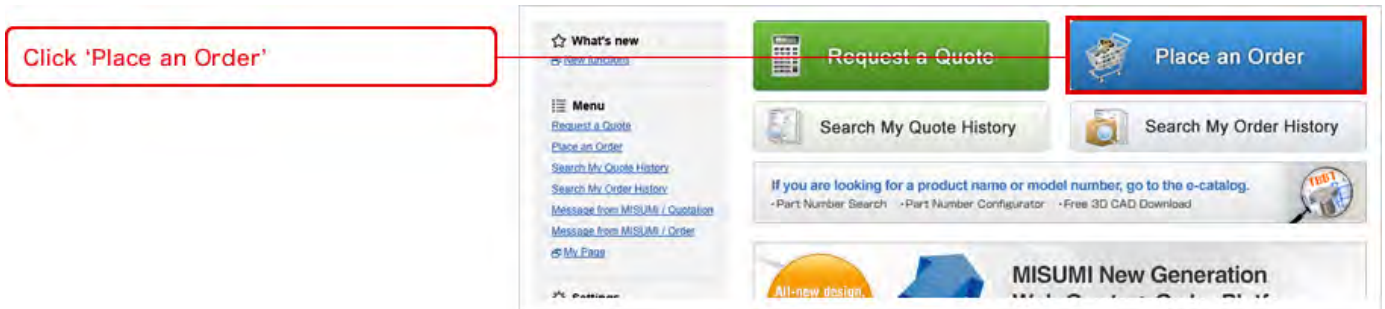 Click ‘Place an Order’
What's new
New functions
Menu
Request a Quote
Place an Order
Search My Quote History
Search My Order History
Message from MISUMI / Quotation
Message from MISUMI / Order
My Page
Settings
Request a Quote
Place an Order
Search My Quote History
Search My Order History
If you are looking for a product name or model number, go to the e-catalog.
・Part Number Search ・Part Number Configurator ・Free 3D CAD Download
All-new design,
MISUMI New Generation